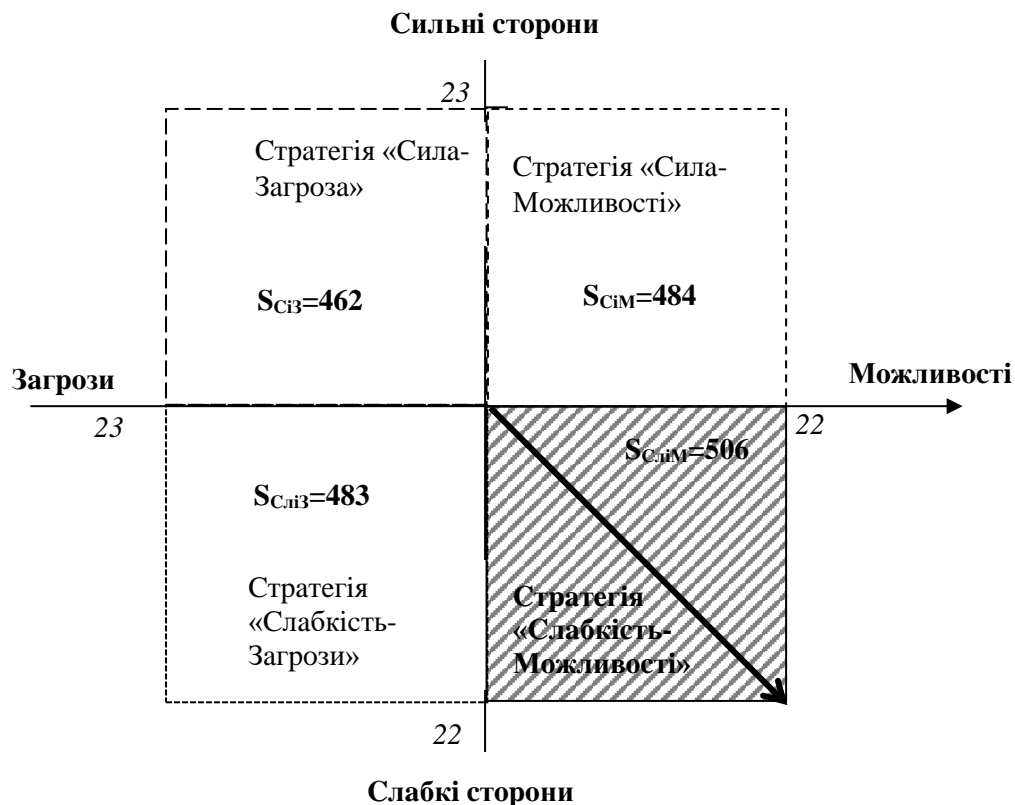 Сильні сторони
23
Стратегія «Сила-
Загроза»
Стратегія «Сила-
Можливості»
SСіЗ=462
SСіМ=484
Загрози
Можливості
23
22
SСліМ=506
SСліЗ=483
Стратегія
«Слабкість-
Загрози»
Стратегія
«Слабкість-
Можливості»
22
Слабкі сторони